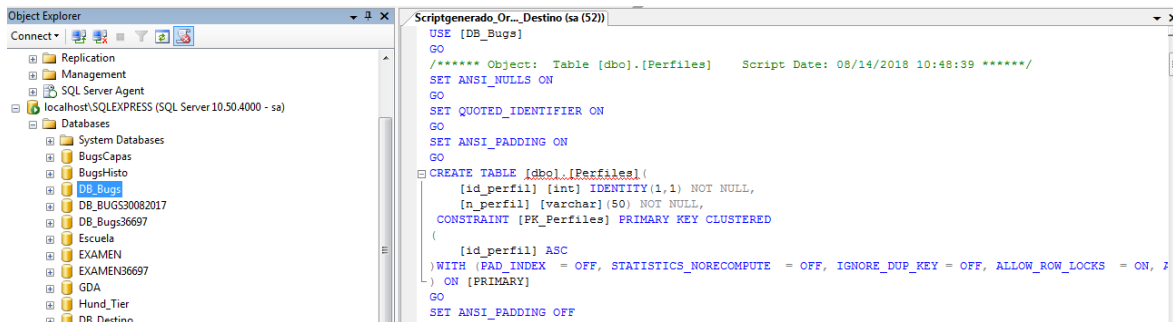 Object Explorer
Connect
Replication
Management
SQL Server Agent
localhost\SQLEXPRESS (SQL Server 10.50.4000 - sa)
Databases
System Databases
BugsCapas
BugsHisto
DB_Bugs
DB_BUGS30082017
DB_Bugs36697
Escuela
EXAMEN
EXAMEN36697
GDA
Hund_Tier
DB_Destino
Scriptgenerado_Or..._Destino (sa (52))
USE [DB_Bugs]
GO
/****** Object:  Table [dbo].[Perfiles]    Script Date: 08/14/2018 10:48:39 ******/
SET ANSI_NULLS ON
GO
SET QUOTED_IDENTIFIER ON
GO
SET ANSI_PADDING ON
GO
CREATE TABLE [dbo].[Perfiles](
[id_perfil] [int] IDENTITY(1,1) NOT NULL,
[n_perfil] [varchar](50) NOT NULL,
CONSTRAINT [PK_Perfiles] PRIMARY KEY CLUSTERED
(
[id_perfil] ASC
)WITH (PAD_INDEX  = OFF, STATISTICS_NORECOMPUTE  = OFF, IGNORE_DUP_KEY = OFF, ALLOW_ROW_LOCKS  = ON,
) ON [PRIMARY]
GO
SET ANSI_PADDING OFF